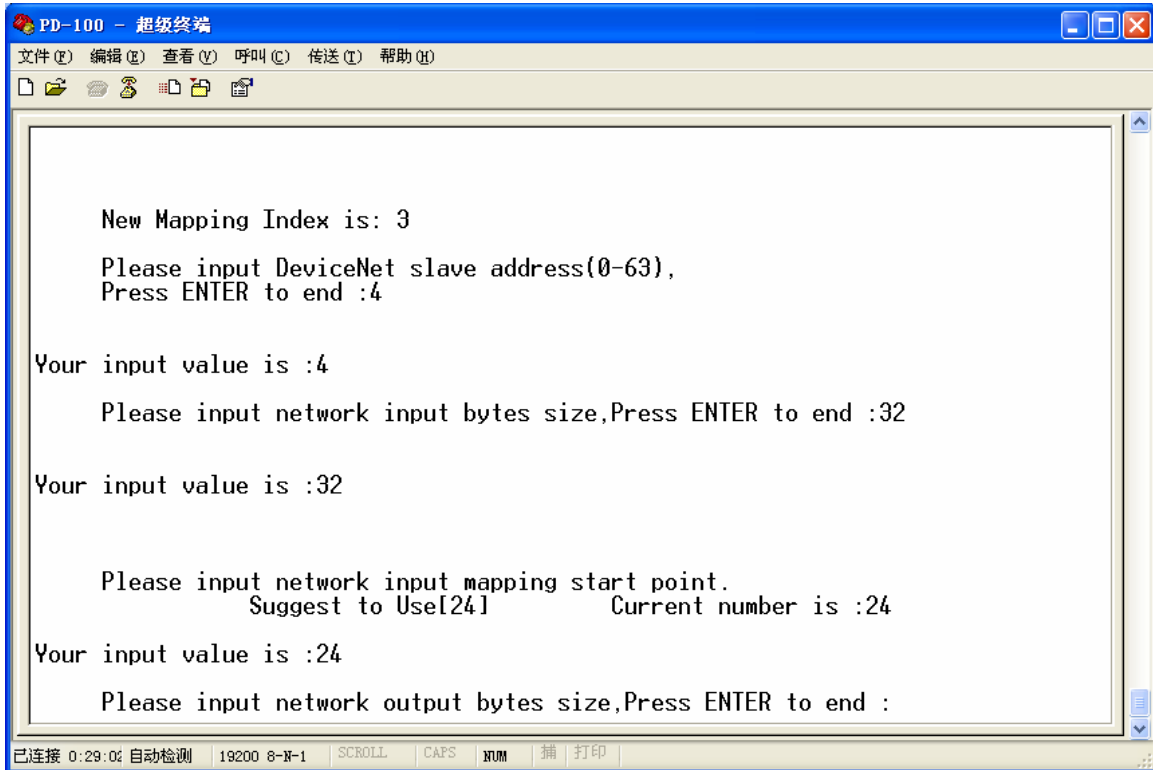 PD-100 - 超级终端
文件(F) 编辑(E) 查看(V) 呼叫(C) 传送(T) 帮助(H)
New Mapping Index is: 3
Please input DeviceNet slave address(0-63),
Press ENTER to end :4
Your input value is :4
Please input network input bytes size,Press ENTER to end :32
Your input value is :32
Please input network input mapping start point.
Suggest to Use[24] Current number is :24
Your input value is :24
Please input network output bytes size,Press ENTER to end :
已连接 0:29:02 自动检测 19200 8-N-1 SCROLL CAPS NUM 捕 打印